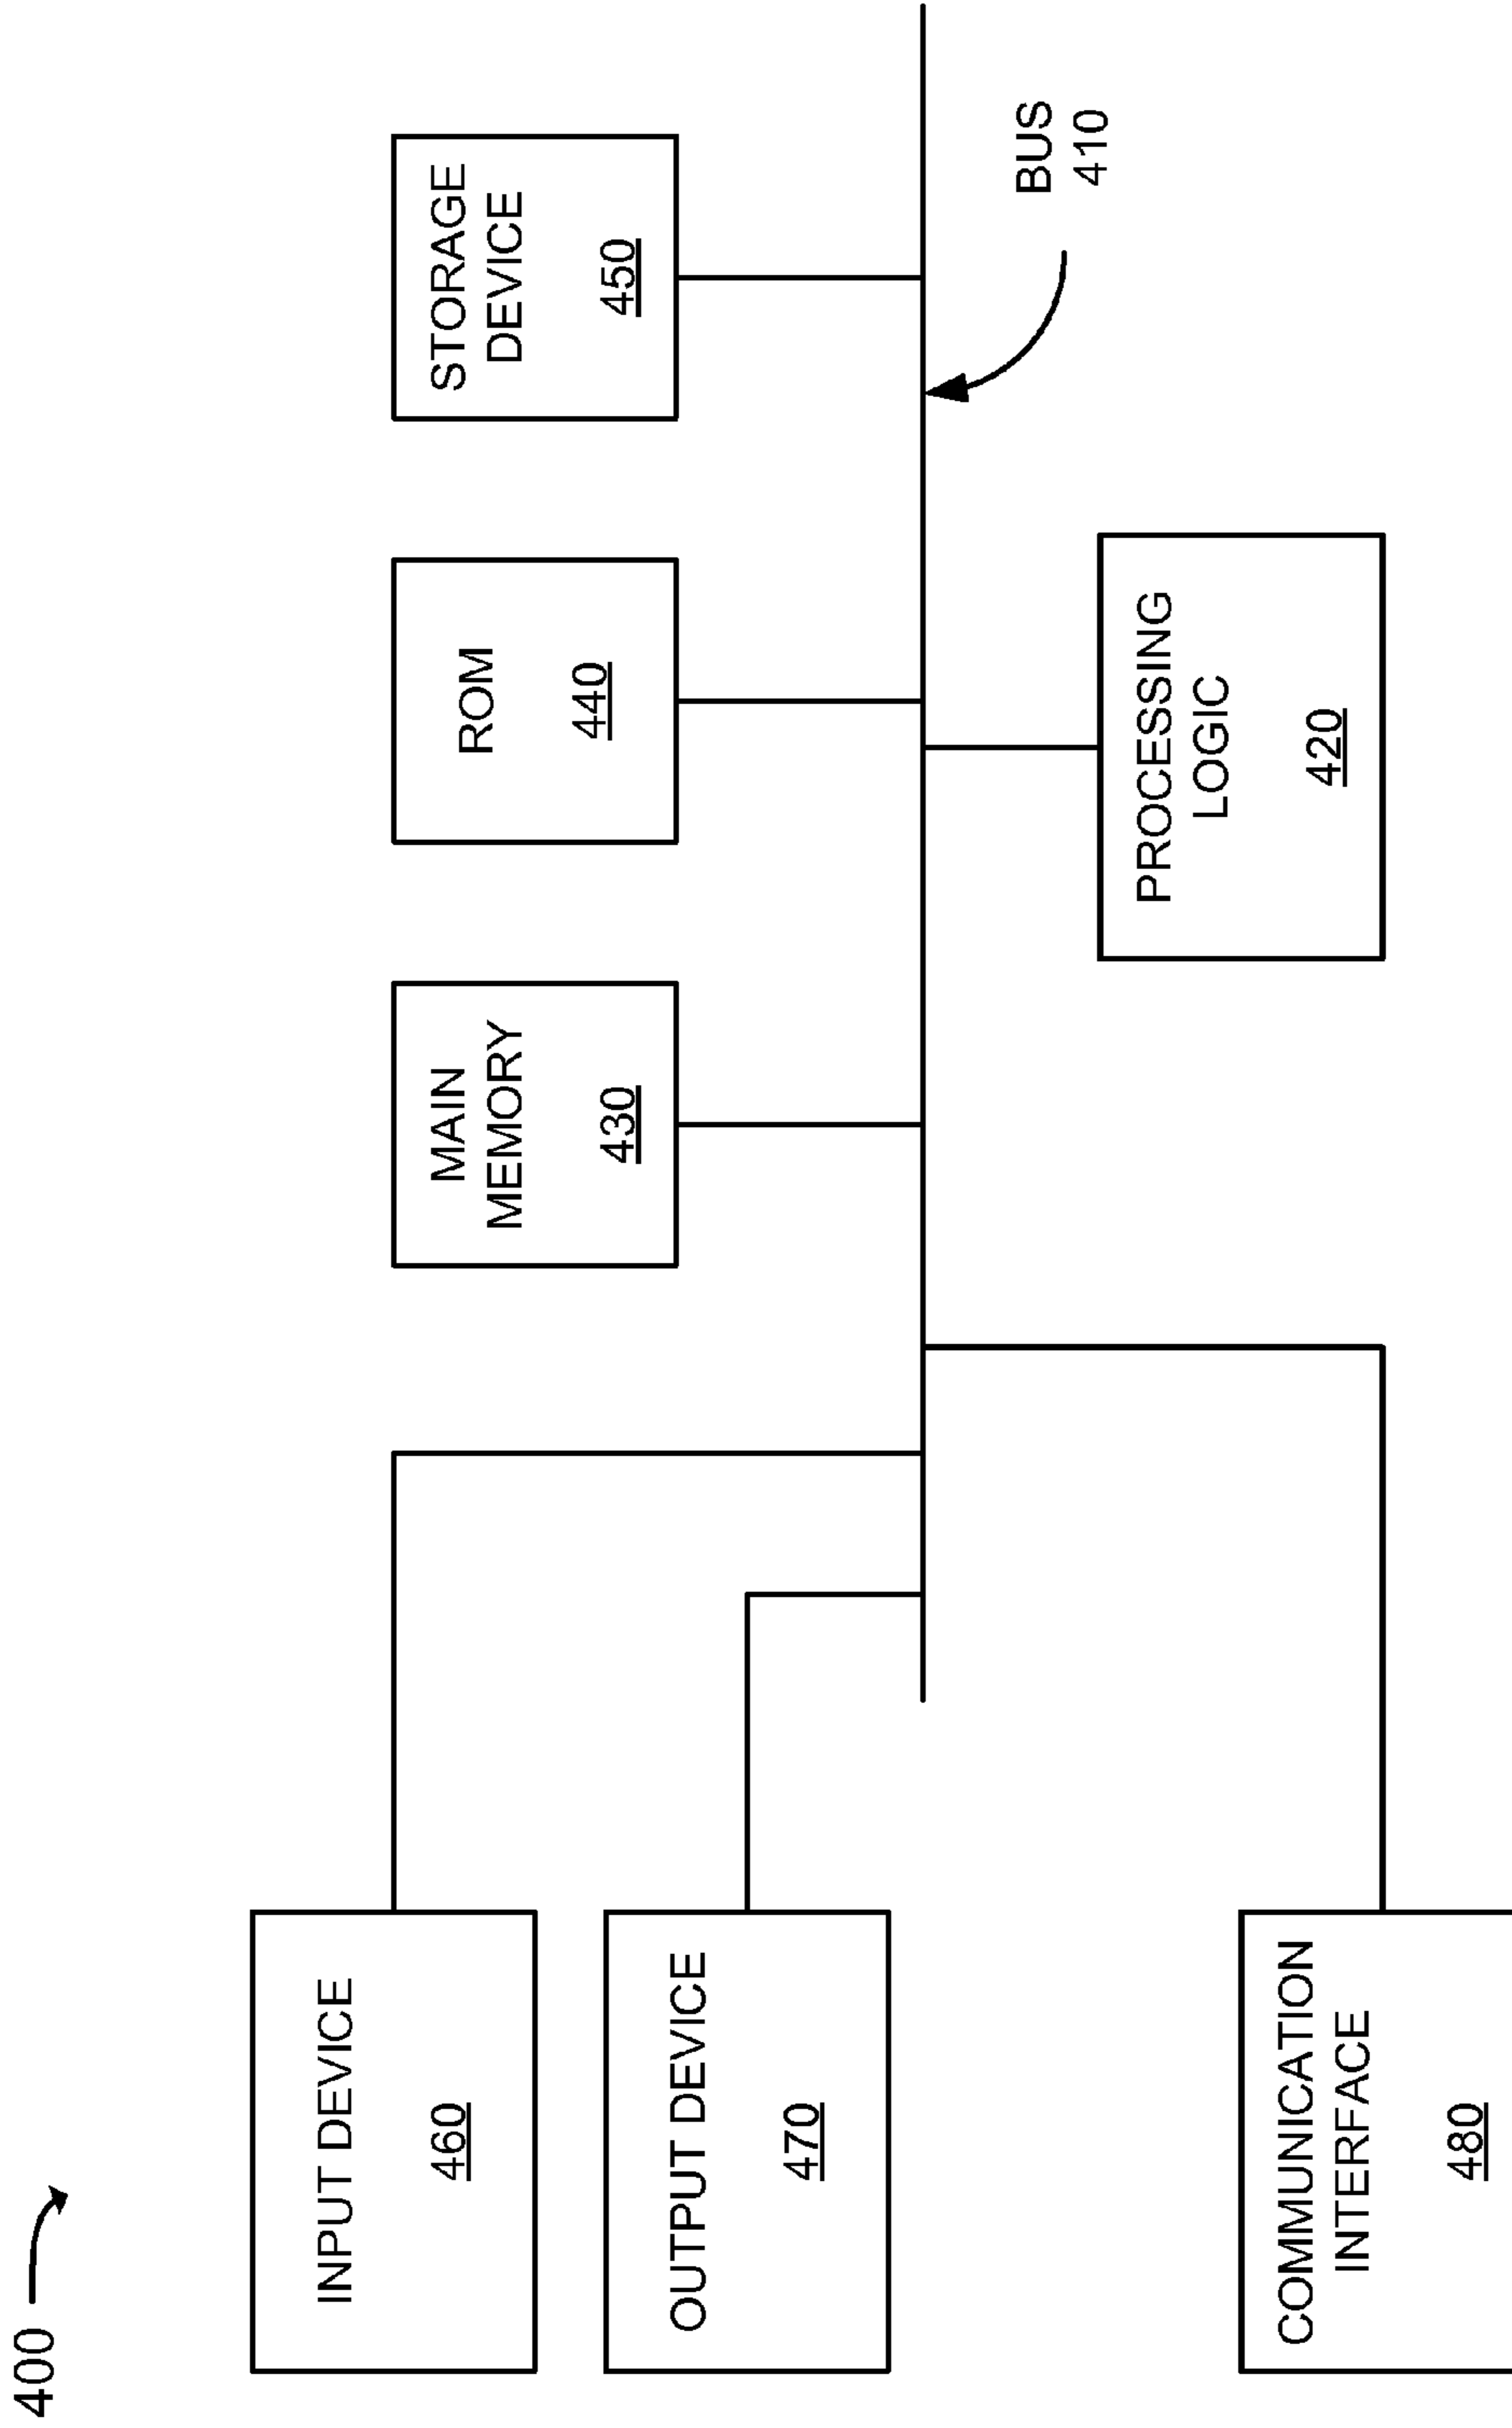 400
INPUT DEVICE
460
OUTPUT DEVICE
470
COMMUNICATION
INTERFACE
480
MAIN
MEMORY
430
ROM
440
STORAGE
DEVICE
450
PROCESSING
LOGIC
420
BUS
410